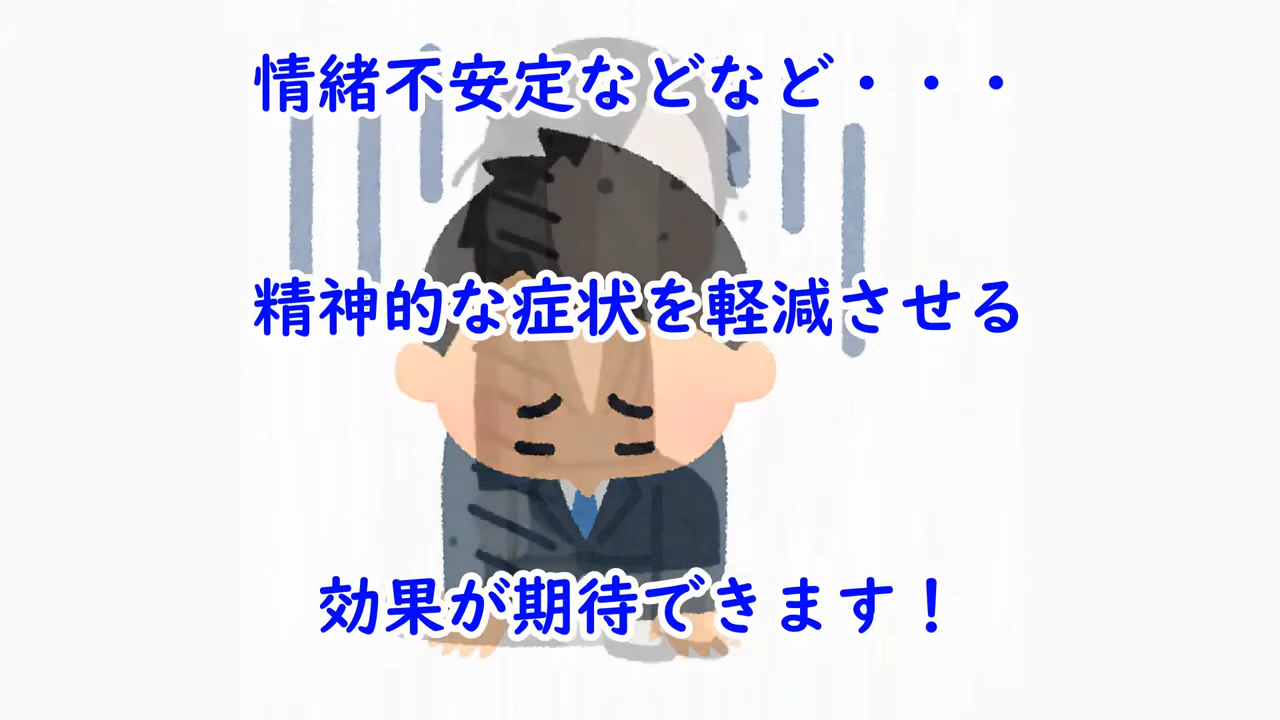 情緒不安定などなど・・・
精神的な症状を軽減させる
効果が期待できます！